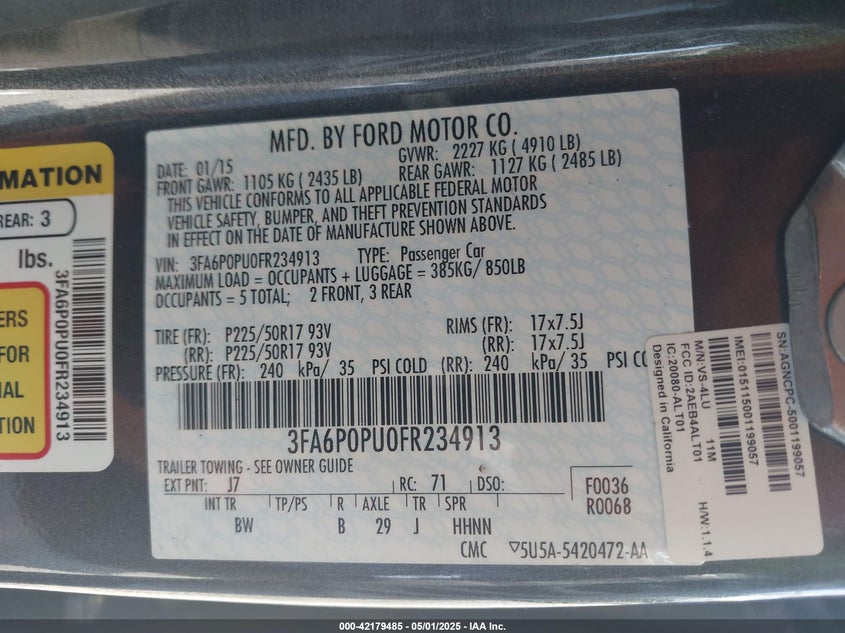 MFD. BY FORD MOTOR CO.
DATE: 01/15
GVWR: 2227 KG ( 4910 LB)
FRONT GAWR: 1105 KG ( 2435 LB)
REAR GAWR: 1127 KG ( 2485 LB)
THIS VEHICLE CONFORMS TO ALL APPLICABLE FEDERAL MOTOR
VEHICLE SAFETY, BUMPER, AND THEFT PREVENTION STANDARDS
IN EFFECT ON THE DATE OF MANUFACTURE SHOWN ABOVE.
VIN: 3FA6P0PU0FR234913 TYPE: Passenger Car
MAXIMUM LOAD = OCCUPANTS + LUGGAGE = 385KG/ 850LB
OCCUPANTS = 5 TOTAL; 2 FRONT, 3 REAR
TIRE (FR): P225/50R17 93V RIMS (FR): 17x7.5J
(RR): P225/50R17 93V (RR): 17x7.5J
PRESSURE (FR): 240 kPa/ 35 PSI COLD (RR): 240 kPa/ 35 PSI CO
3FA6P0PU0FR234913
TRAILER TOWING - SEE OWNER GUIDE
EXT PNT: J7 RC: 71 DSO:
F0036
R0068
INT TR TP/PS R AXLE TR SPR
BW B 29 J HHNN
CMC 5U5A-5420472-AA
MATION
REAR: 3
lbs.
3FA6P0PU0FR234913
ERS
FOR
IAL
TION
SN:AGNCPC-5001199057
IMEI:015115001199057
11M
H/W:1.1.4
M/N:VS-4LU
FCC ID:2AEB4ALT01
IC:20080-ALT01
Designed in California
000-42179485 - 05/01/2025 - IAA Inc.